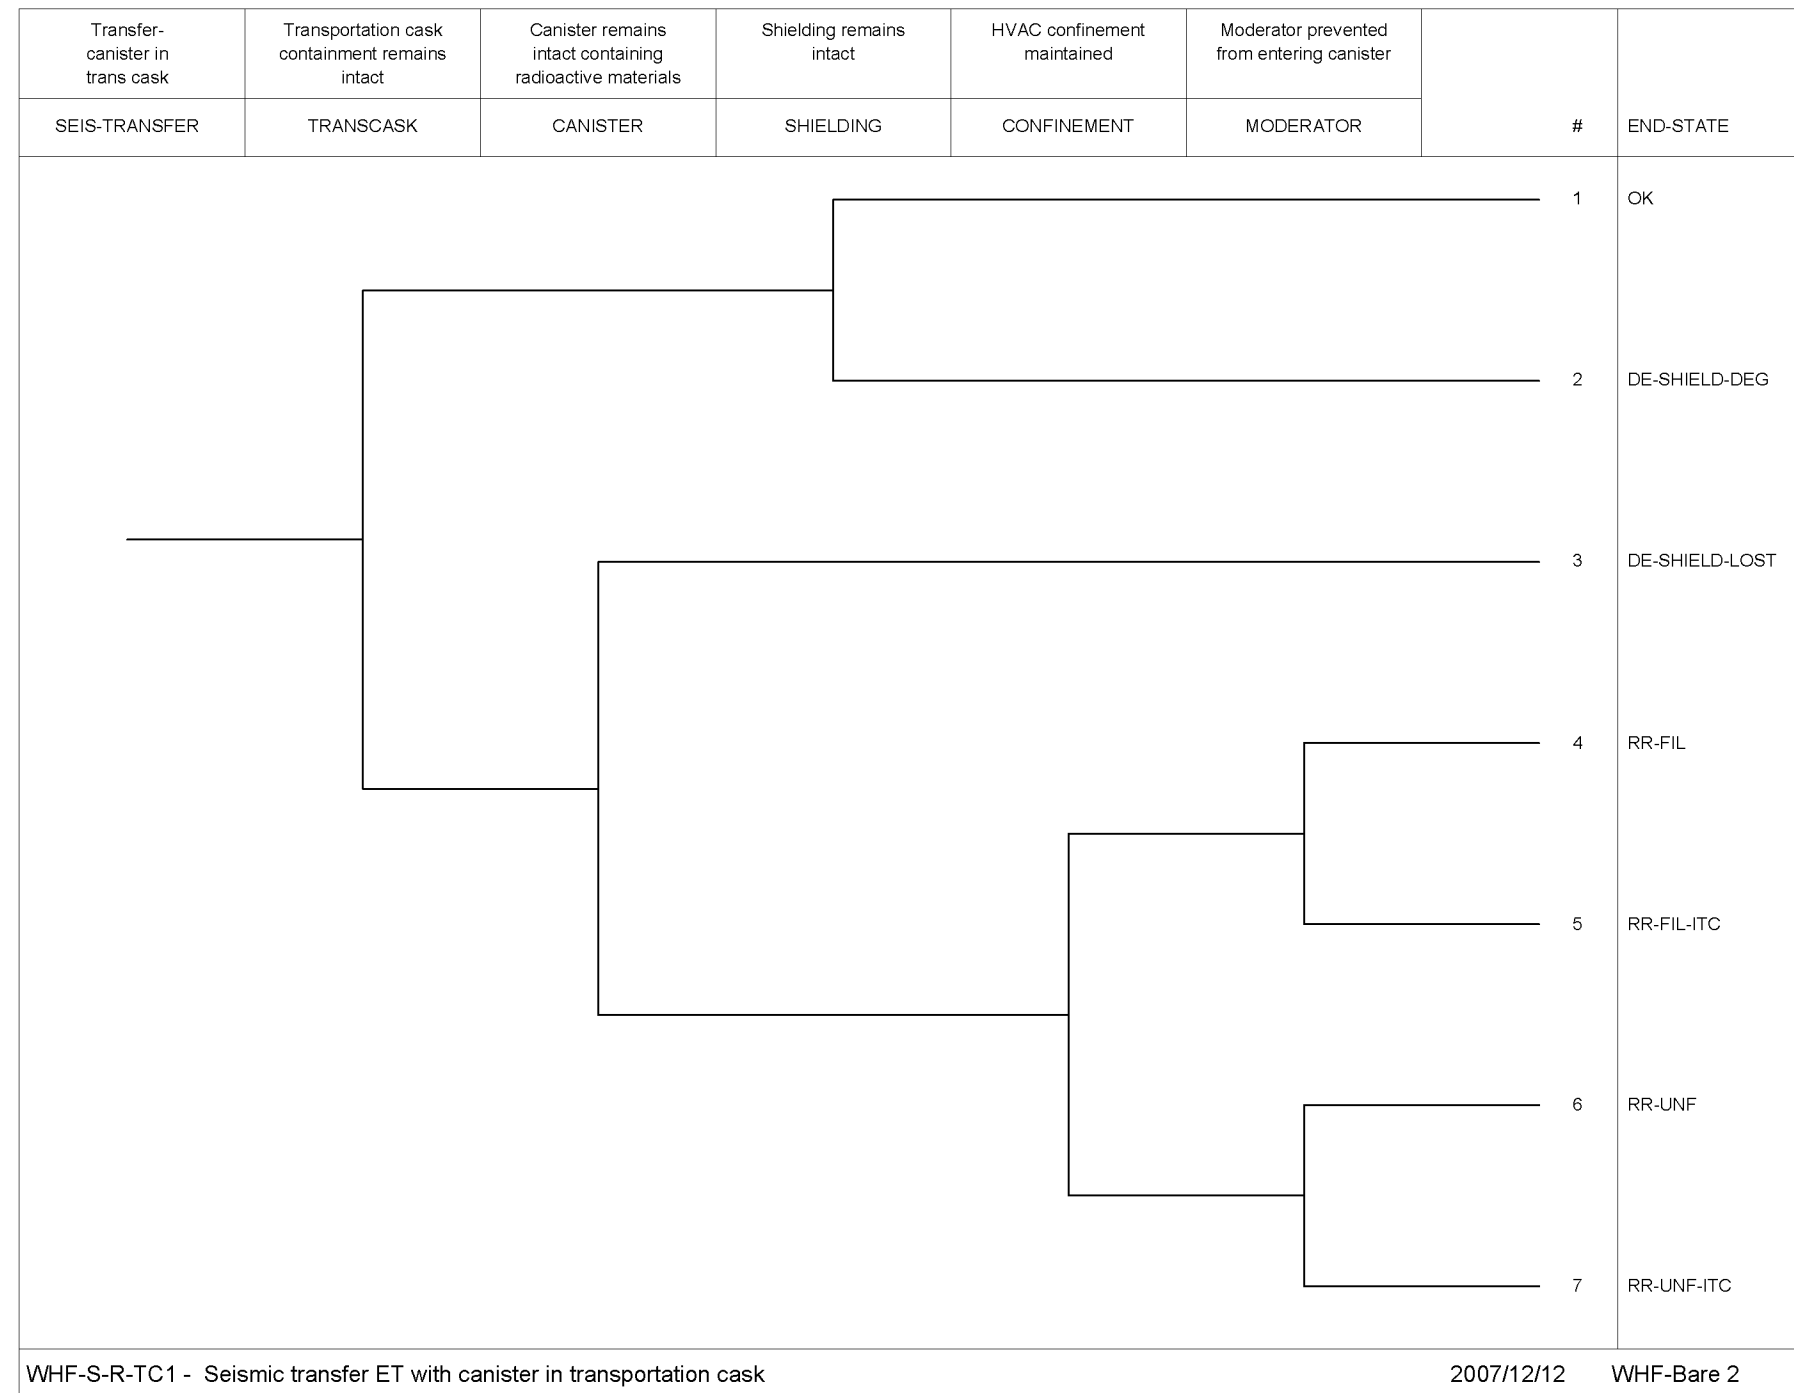 Transfer-
canister in
trans cask
Transportation cask
containment remains
intact
Canister remains
intact containing
radioactive materials
Shielding remains
intact
HVAC confinement
maintained
Moderator prevented
from entering canister
SEIS-TRANSFER
TRANSCASK
CANISTER
SHIELDING
CONFINEMENT
MODERATOR
#
END-STATE
1 OK
2 DE-SHIELD-DEG
3 DE-SHIELD-LOST
4 RR-FIL
5 RR-FIL-ITC
6 RR-UNF
7 RR-UNF-ITC
WHF-S-R-TC1 - Seismic transfer ET with canister in transportation cask
2007/12/12
WHF-Bare 2